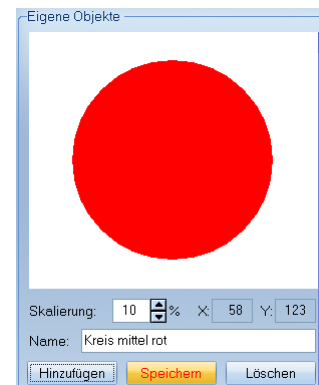 Eigene Objekte
Skalierung: 10 % X: 58 Y: 123
Name: Kreis mittel rot
Hinzufügen Speichern Löschen